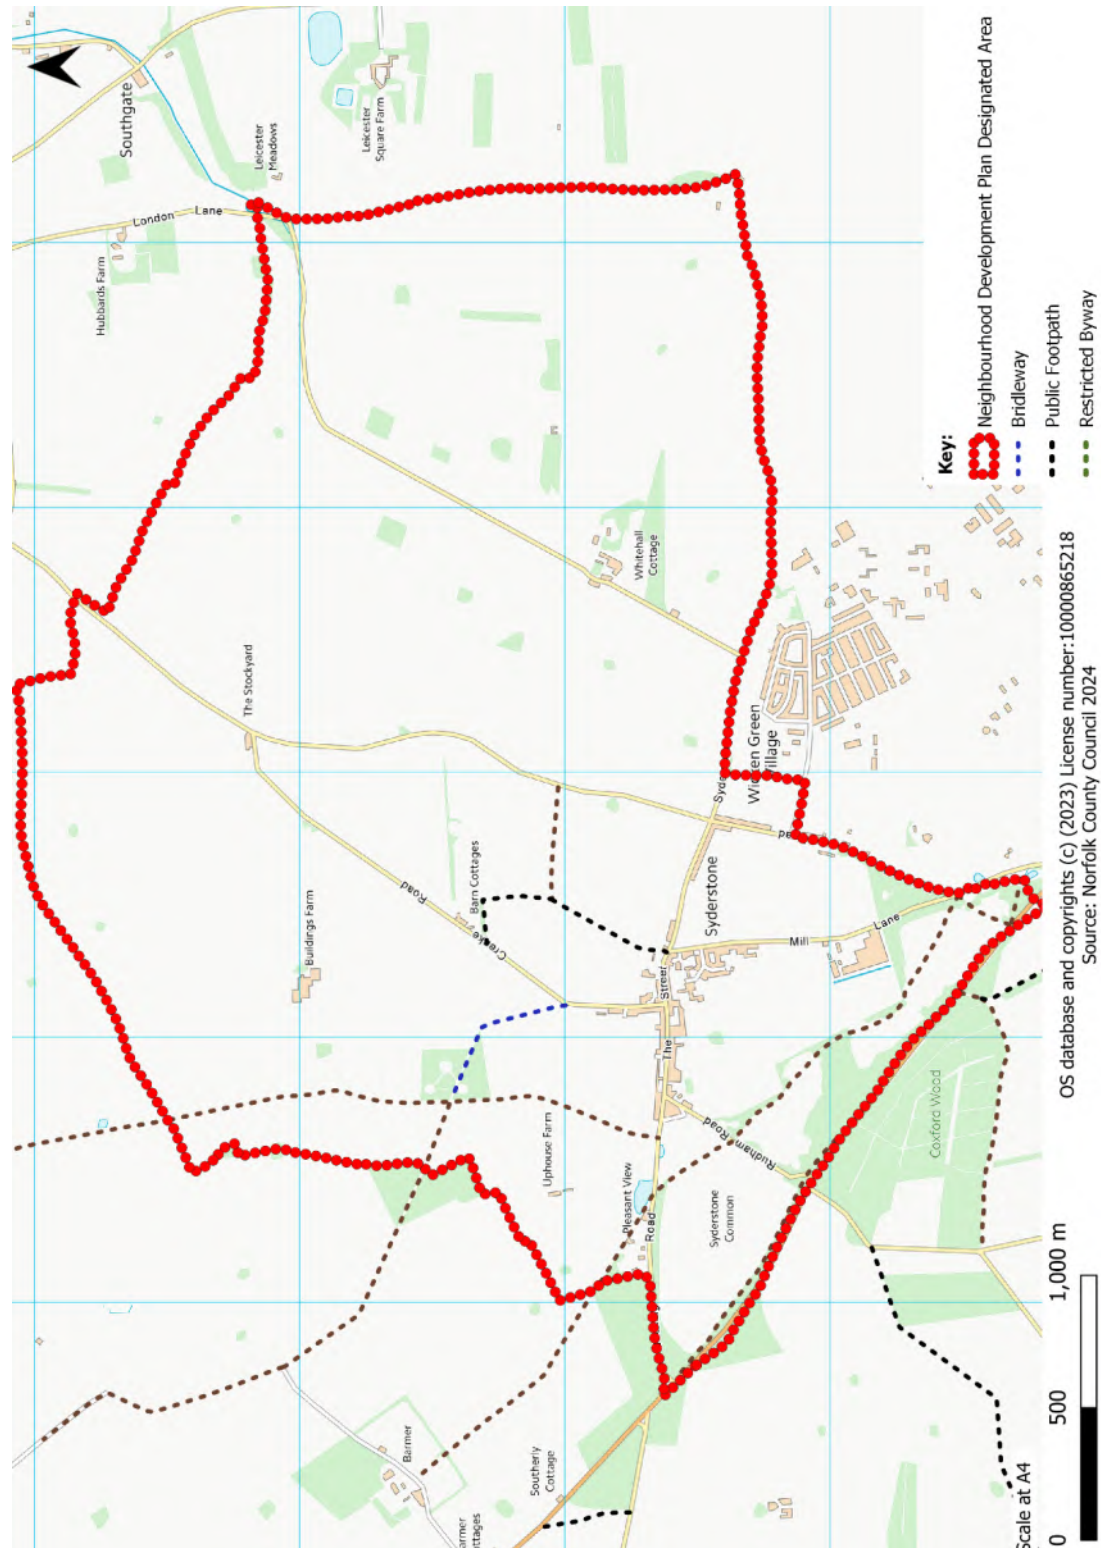 Southgate
Leicester
Meadows
Leicester
Square Farm
London Lane
Hubbards Farm
The Stockyard
Whitehall
Cottage
Buildings Farm
Barn Cottages
Creake Road
Wicken Green
Village
Syderstone
The Street
Mill Lane
Uphouse Farm
Pleasant View
Road
Rudham Road
Syderstone
Common
Coxford Wood
Barmer
Southerly
Cottage
Key:
Neighbourhood Development Plan Designated Area
Bridleway
Public Footpath
Restricted Byway
OS database and copyrights (c) (2023) License number:10000865218
Source: Norfolk County Council 2024
Scale at A4
0 500 1,000 m